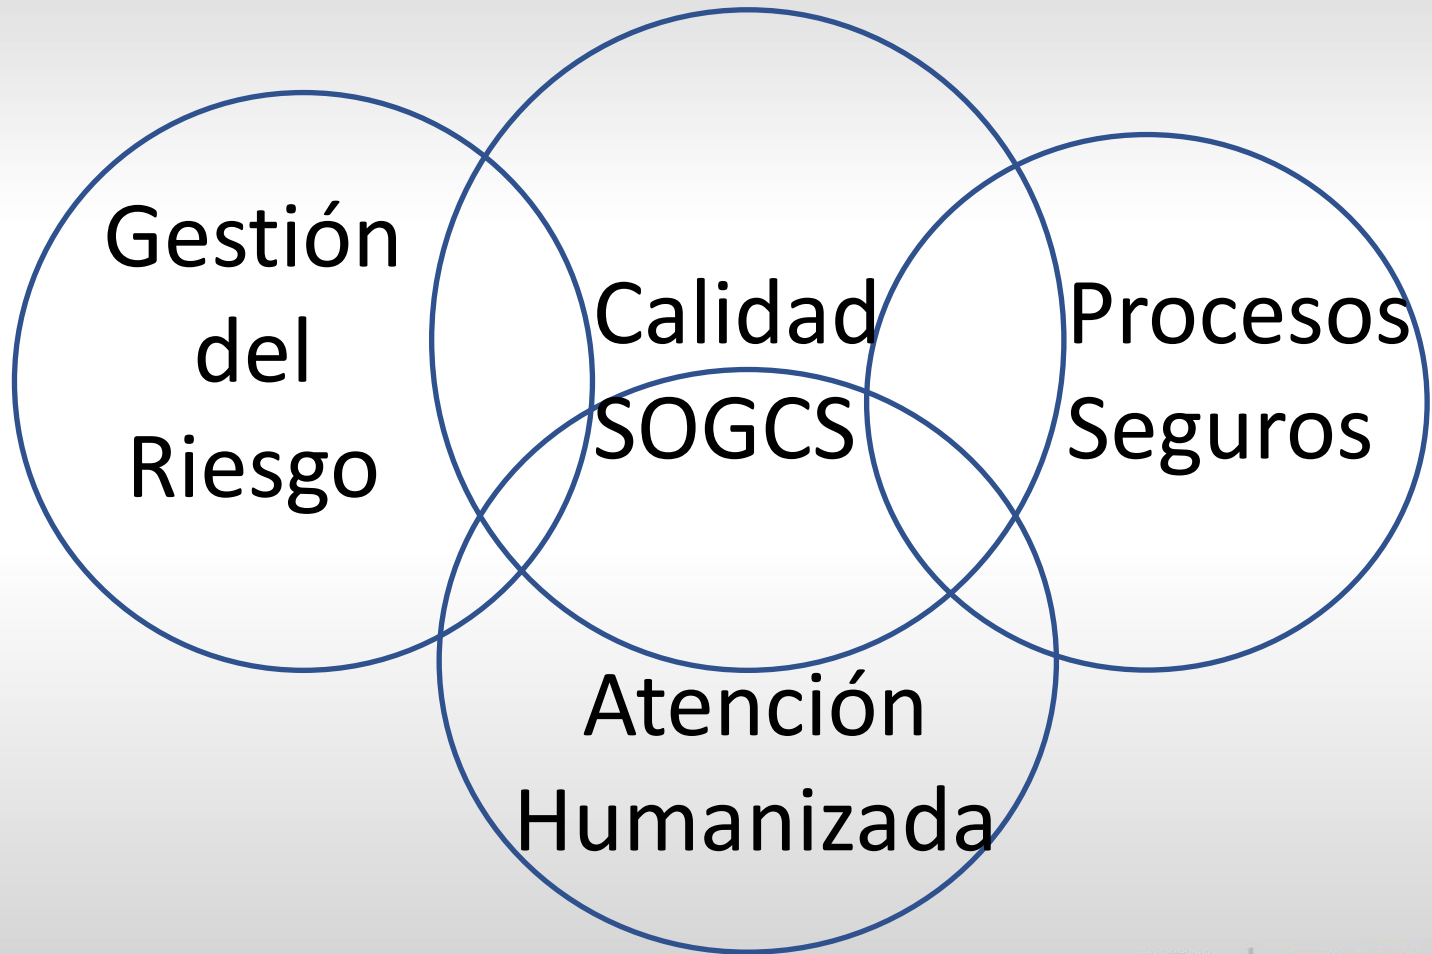 Gestión
del
Riesgo
Calidad
SOGCS
Procesos
Seguros
Atención
Humanizada